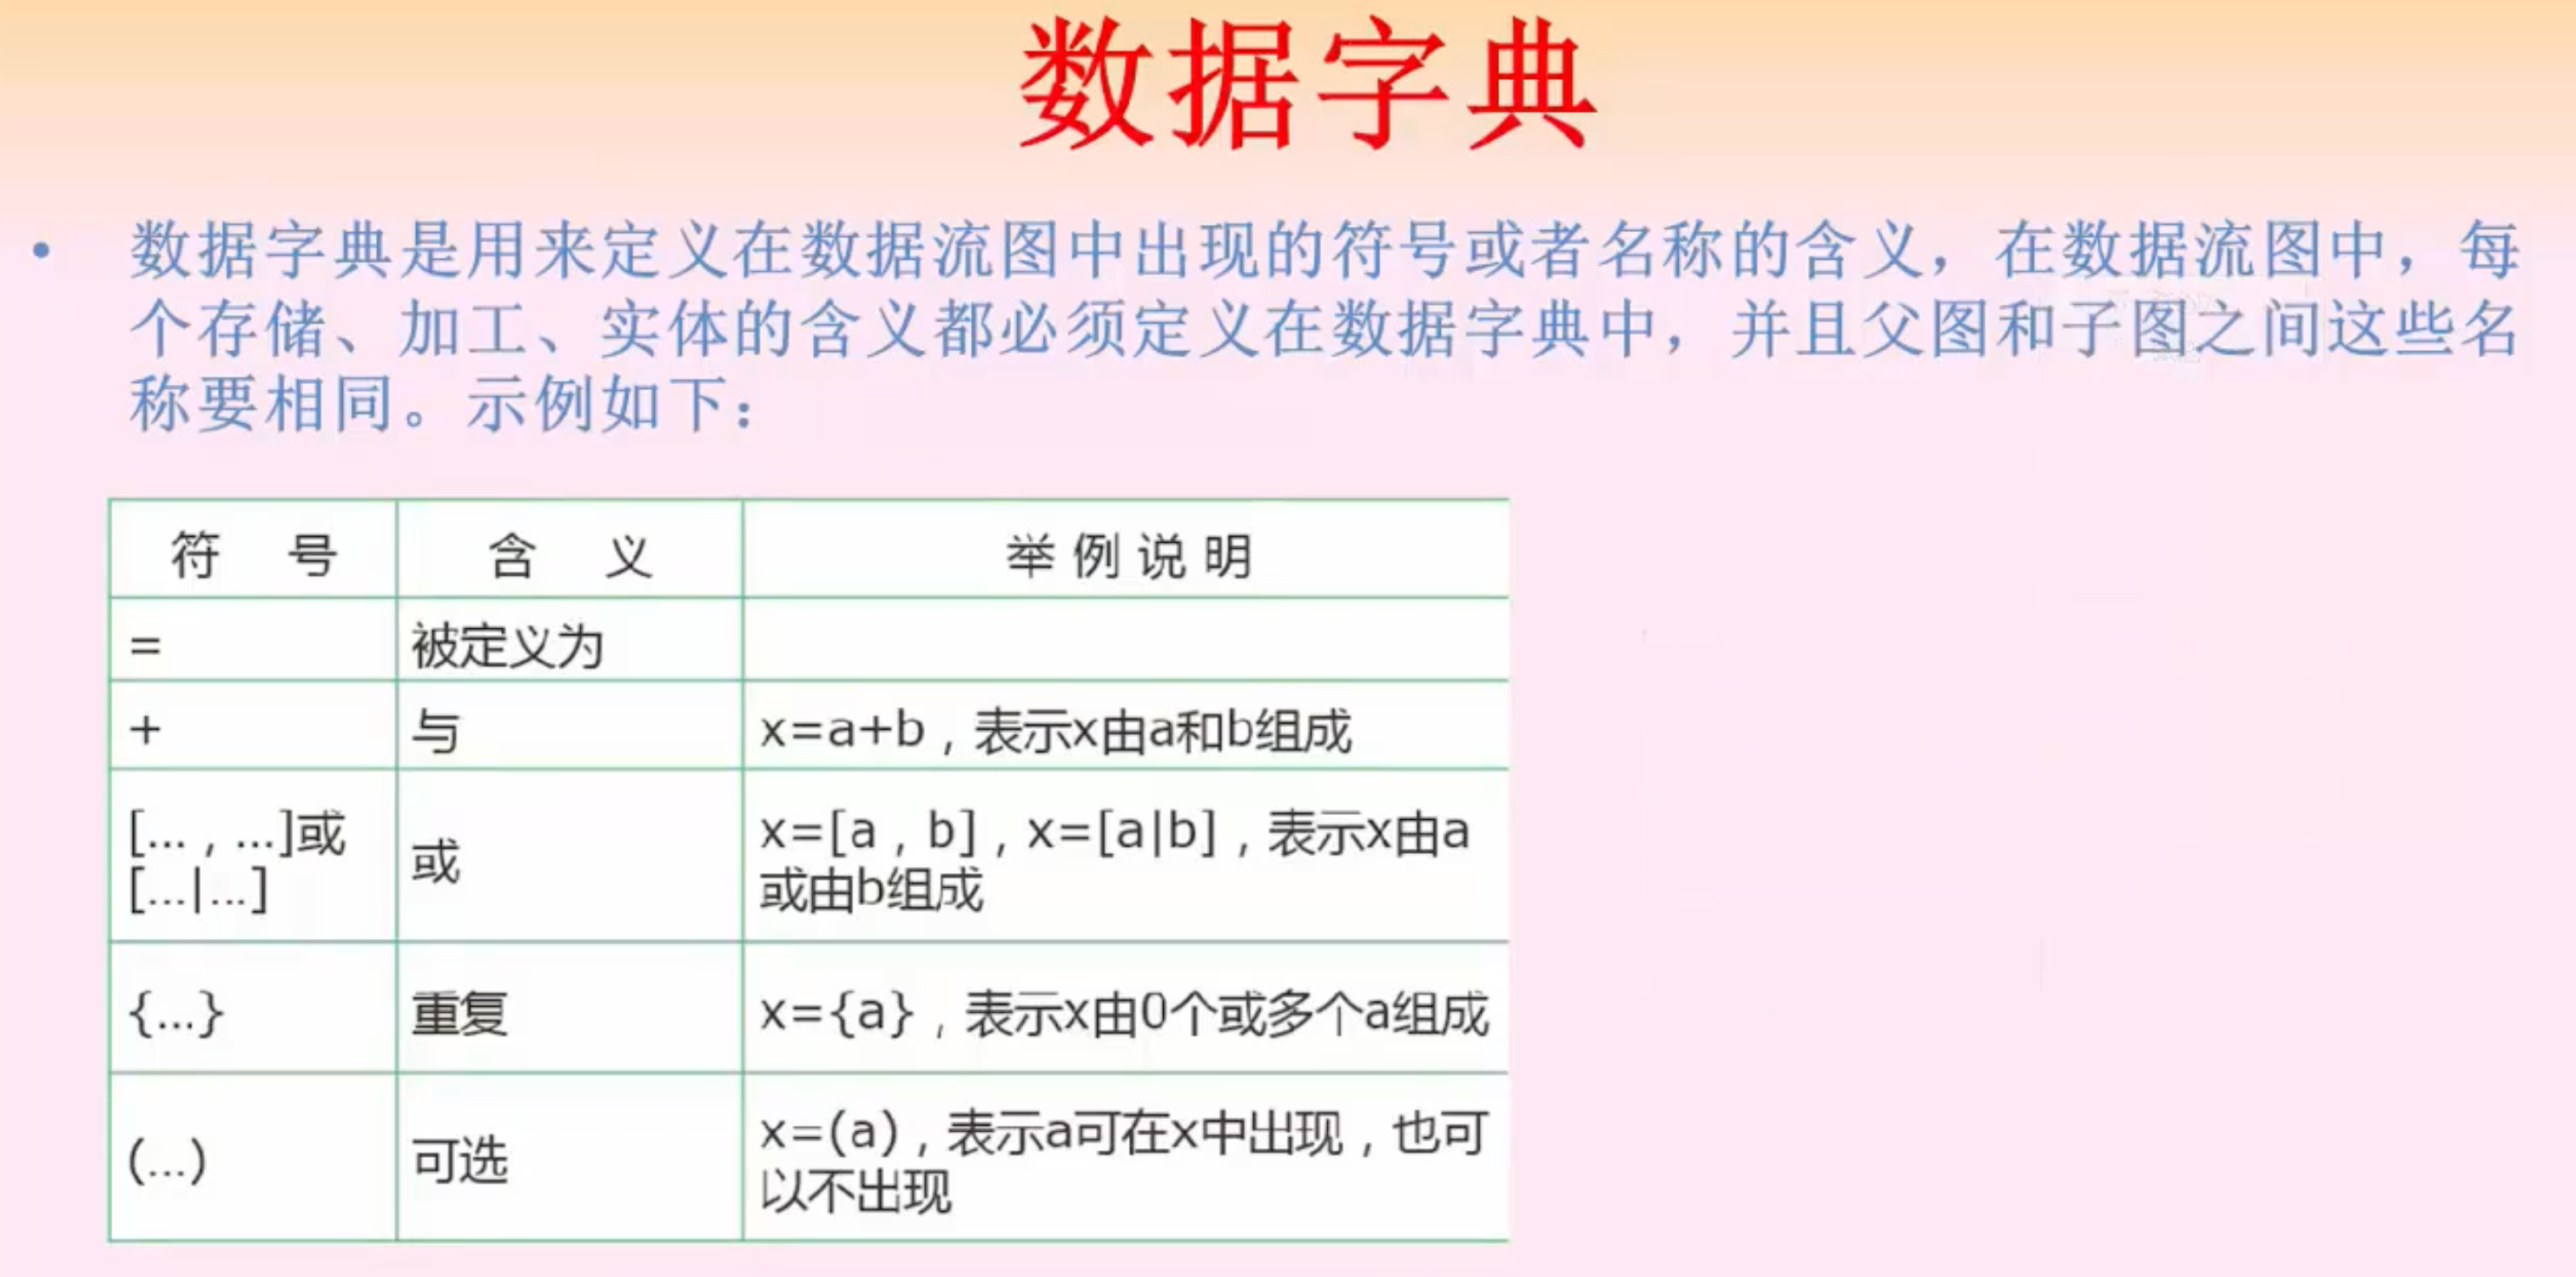 数据字典
• 数据字典是用来定义在数据流图中出现的符号或者名称的含义，在数据流图中，每
个存储、加工、实体的含义都必须定义在数据字典中，并且父图和子图之间这些名
称要相同。示例如下：
符 号 含 义 举例说明
= 被定义为
+ 与 x=a+b，表示x由a和b组成
[…，…]或
[…|…]
或
x=[a，b]，x=[a|b]，表示x由a
或由b组成
{…} 重复 x={a}，表示x由0个或多个a组成
(…) 可选
x=(a)，表示a可在x中出现，也可
以不出现